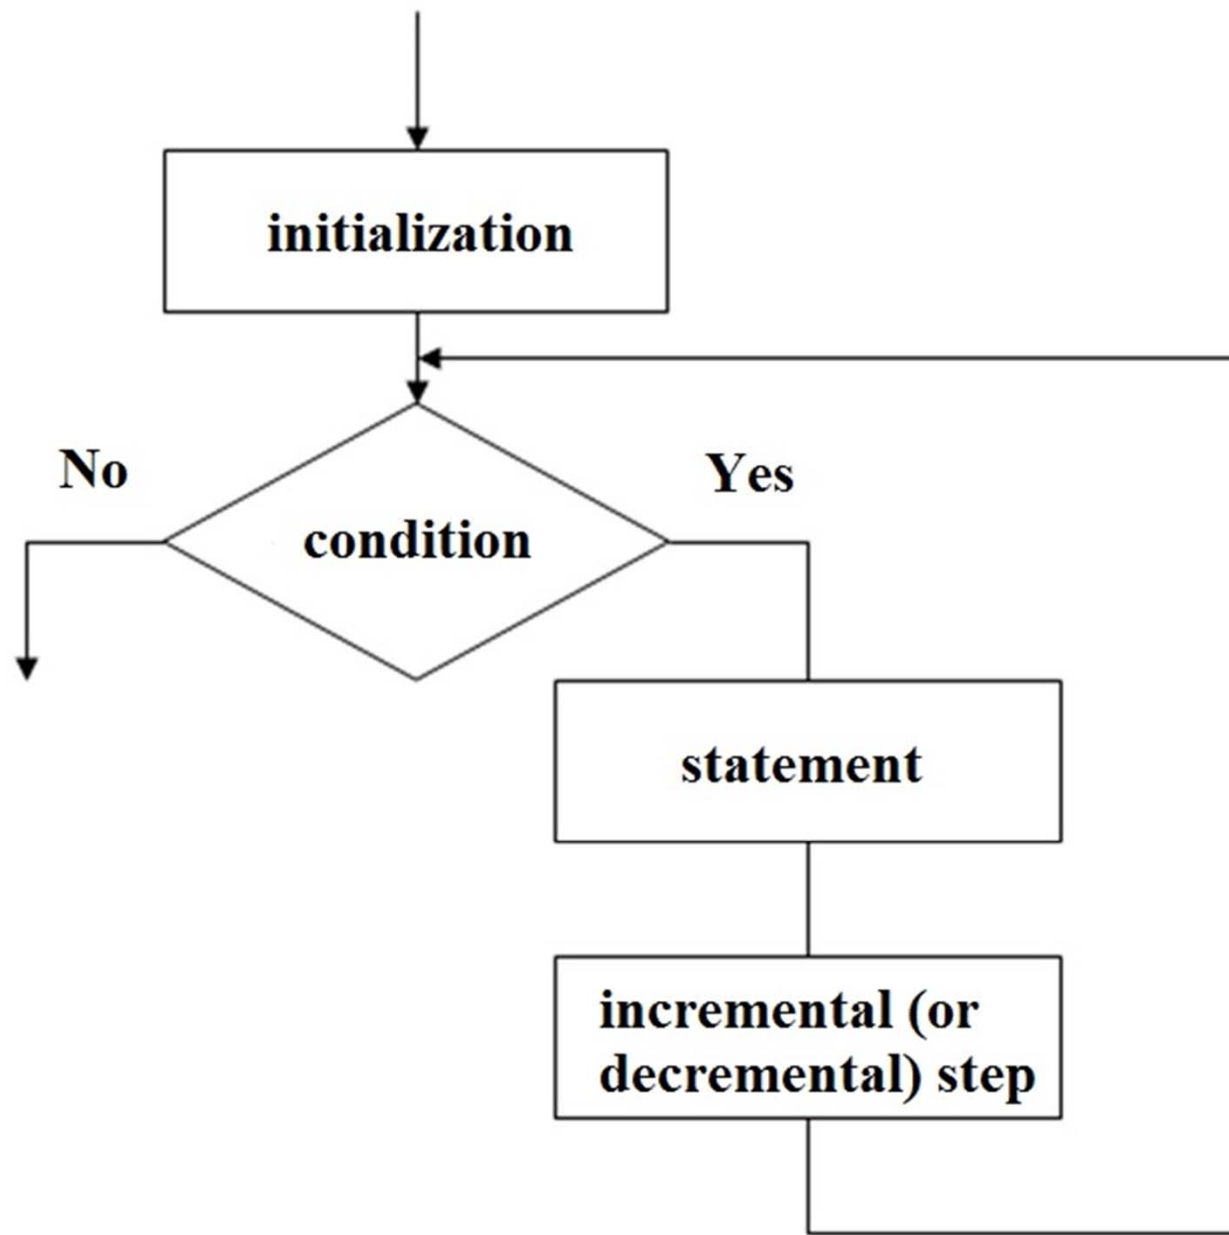 initialization
No
Yes
condition
statement
incremental (or
decremental) step